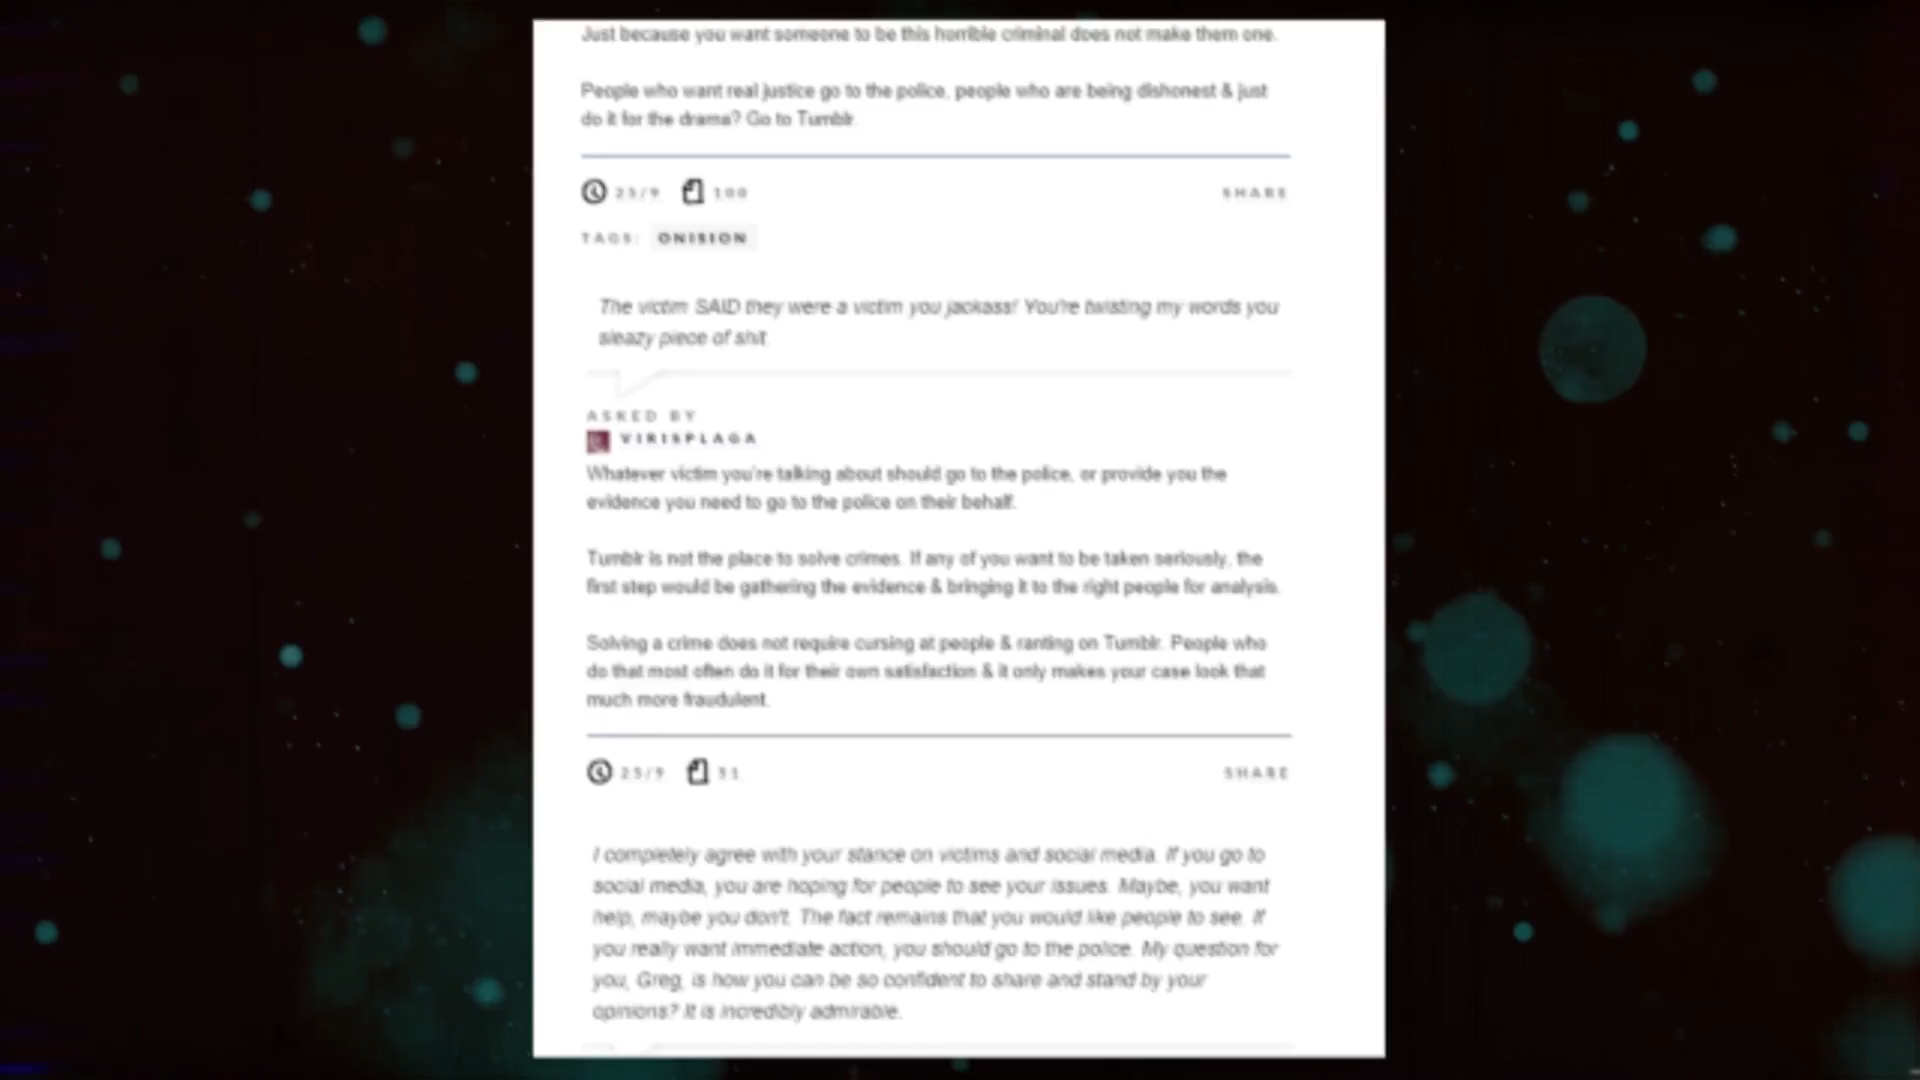 Just because you want someone to be this horrible criminal does not make them one.
People who want real justice go to the police, people who are being dishonest & just
do it for the drama? Go to Tumblr.
25/9 100 SHARE
TAGS: ONISION
The victim SAID they were a victim you jackass! You're twisting my words you
sleazy piece of shit
ASKED BY
VIRISPLAGA
Whatever victim you're talking about should go to the police, or provide you the
evidence you need to go to the police on their behalf.
Tumblr is not the place to solve crimes. If any of you want to be taken seriously, the
first step would be gathering the evidence & bringing it to the right people for analysis.
Solving a crime does not require cursing at people & ranting on Tumblr. People who
do that most often do it for their own satisfaction & it only makes your case look that
much more fraudulent.
25/9 51 SHARE
I completely agree with your stance on victims and social media. If you go to
social media, you are hoping for people to see your issues. Maybe, you want
help, maybe you don't. The fact remains that you would like people to see. If
you really want immediate action, you should go to the police. My question for
you, Greg, is how you can be so confident to share and stand by your
opinions? It is incredibly admirable.